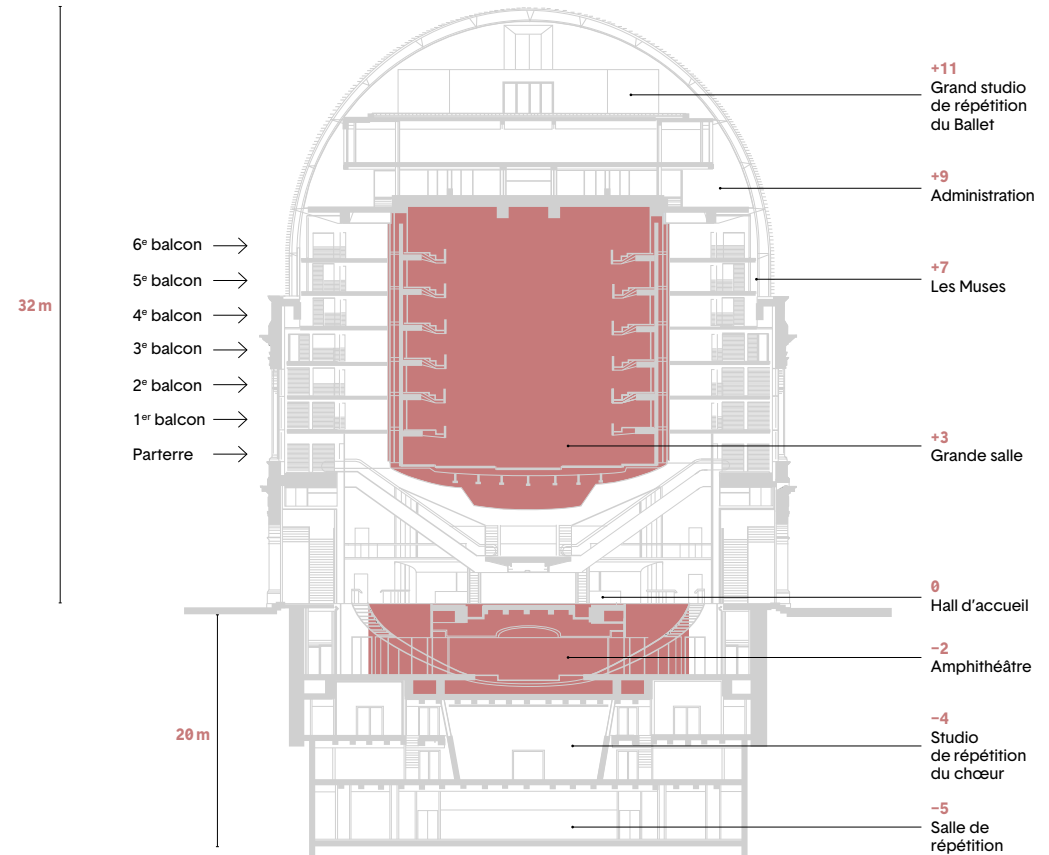 32 m
6e balcon
5e balcon
4e balcon
3e balcon
2e balcon
1er balcon
Parterre
20 m
+11
Grand studio
de répétition
du Ballet
+9
Administration
+7
Les Muses
+3
Grande salle
0
Hall d’accueil
−2
Amphithéâtre
−4
Studio
de répétition
du chœur
−5
Salle de
répétition